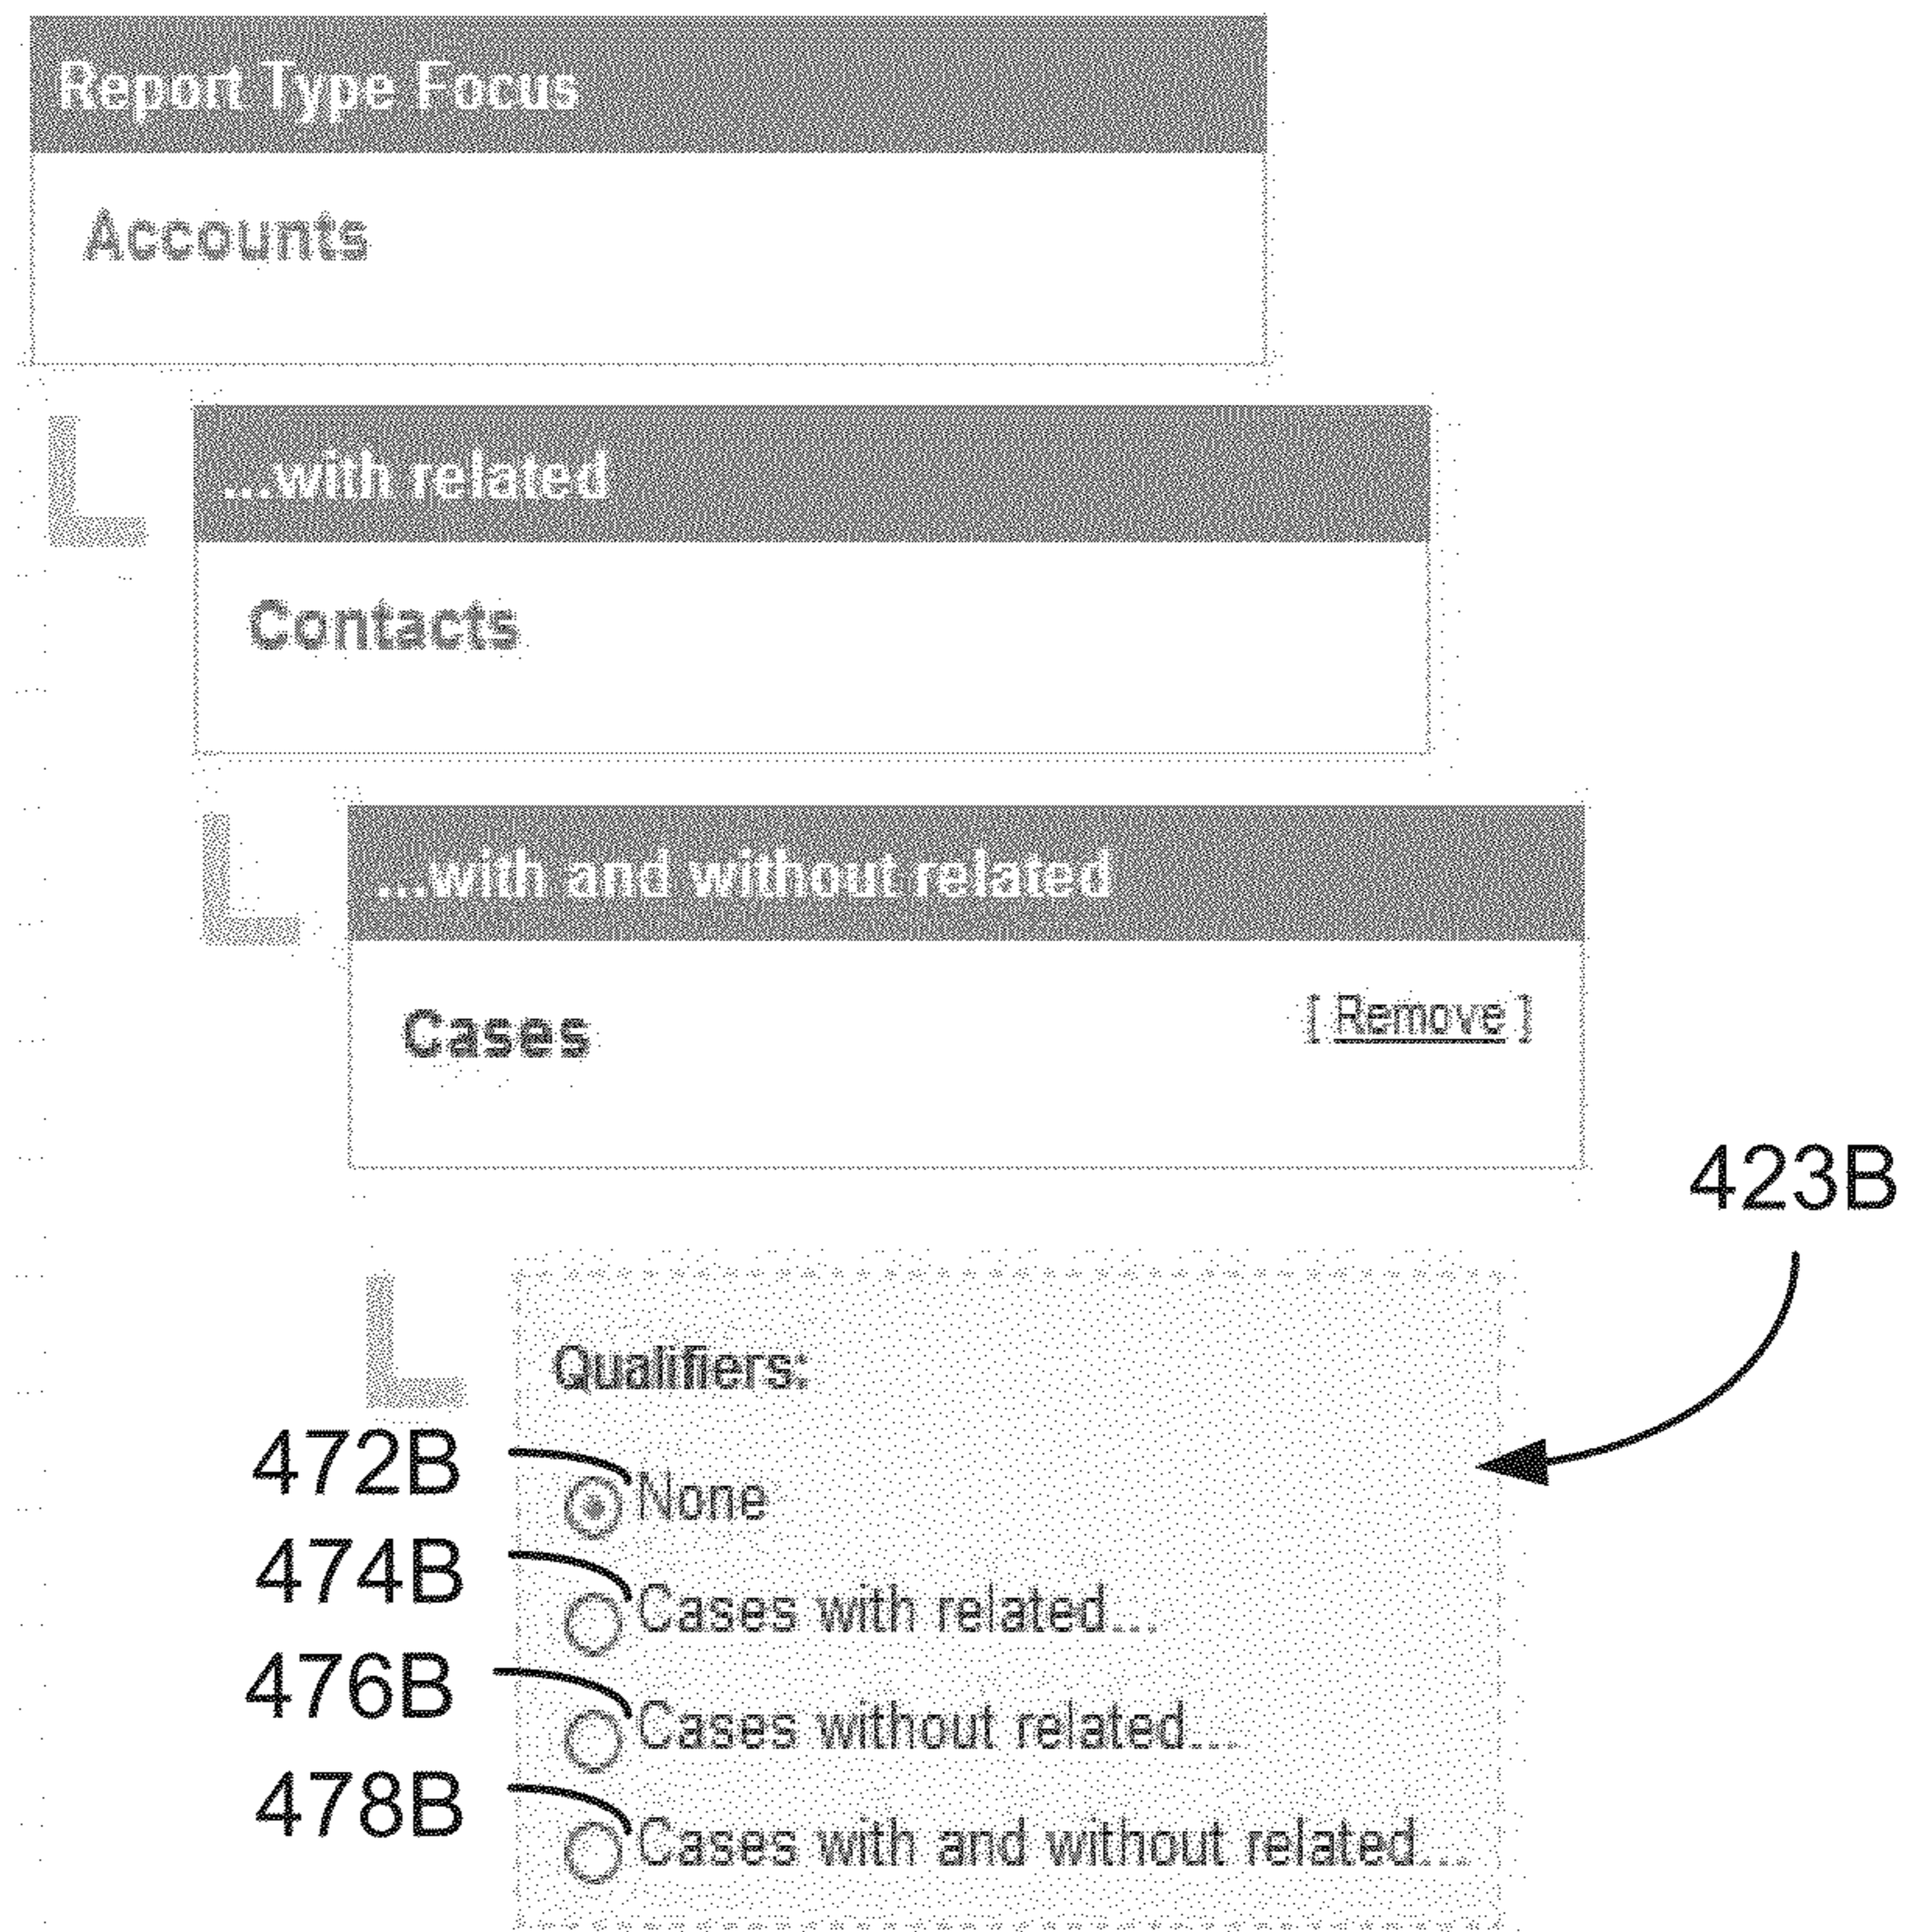 Report Type Focus
Accounts
...with related
Contacts
...with and without related
Cases [ Remove ]
423B
Qualifiers:
472B None
474B Cases with related...
476B Cases without related...
478B Cases with and without related...